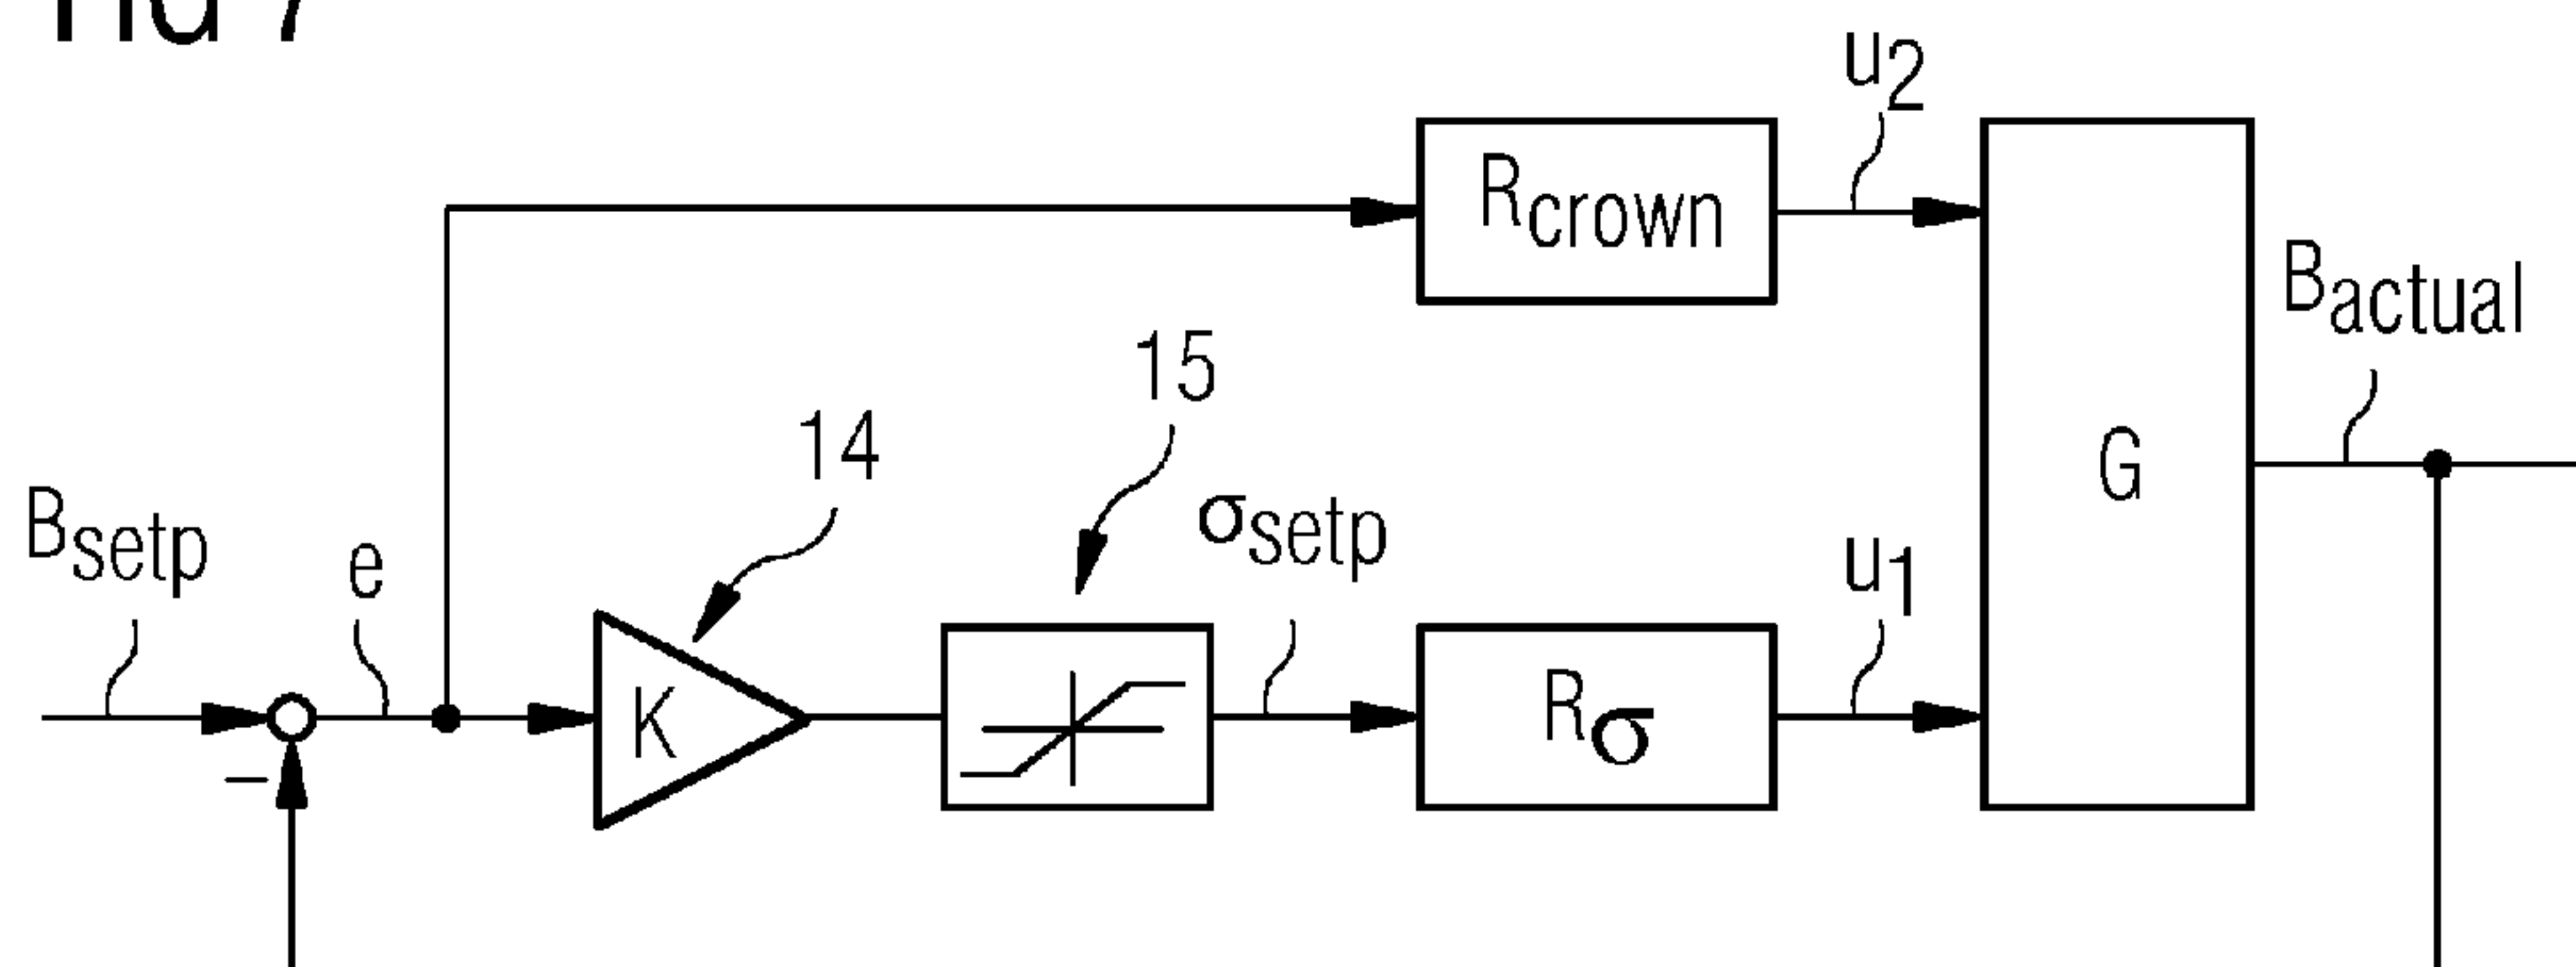 u2
Rcrown
Bactual
15
14
G
Bsetp
e
σsetp
u1
K
Rσ
−